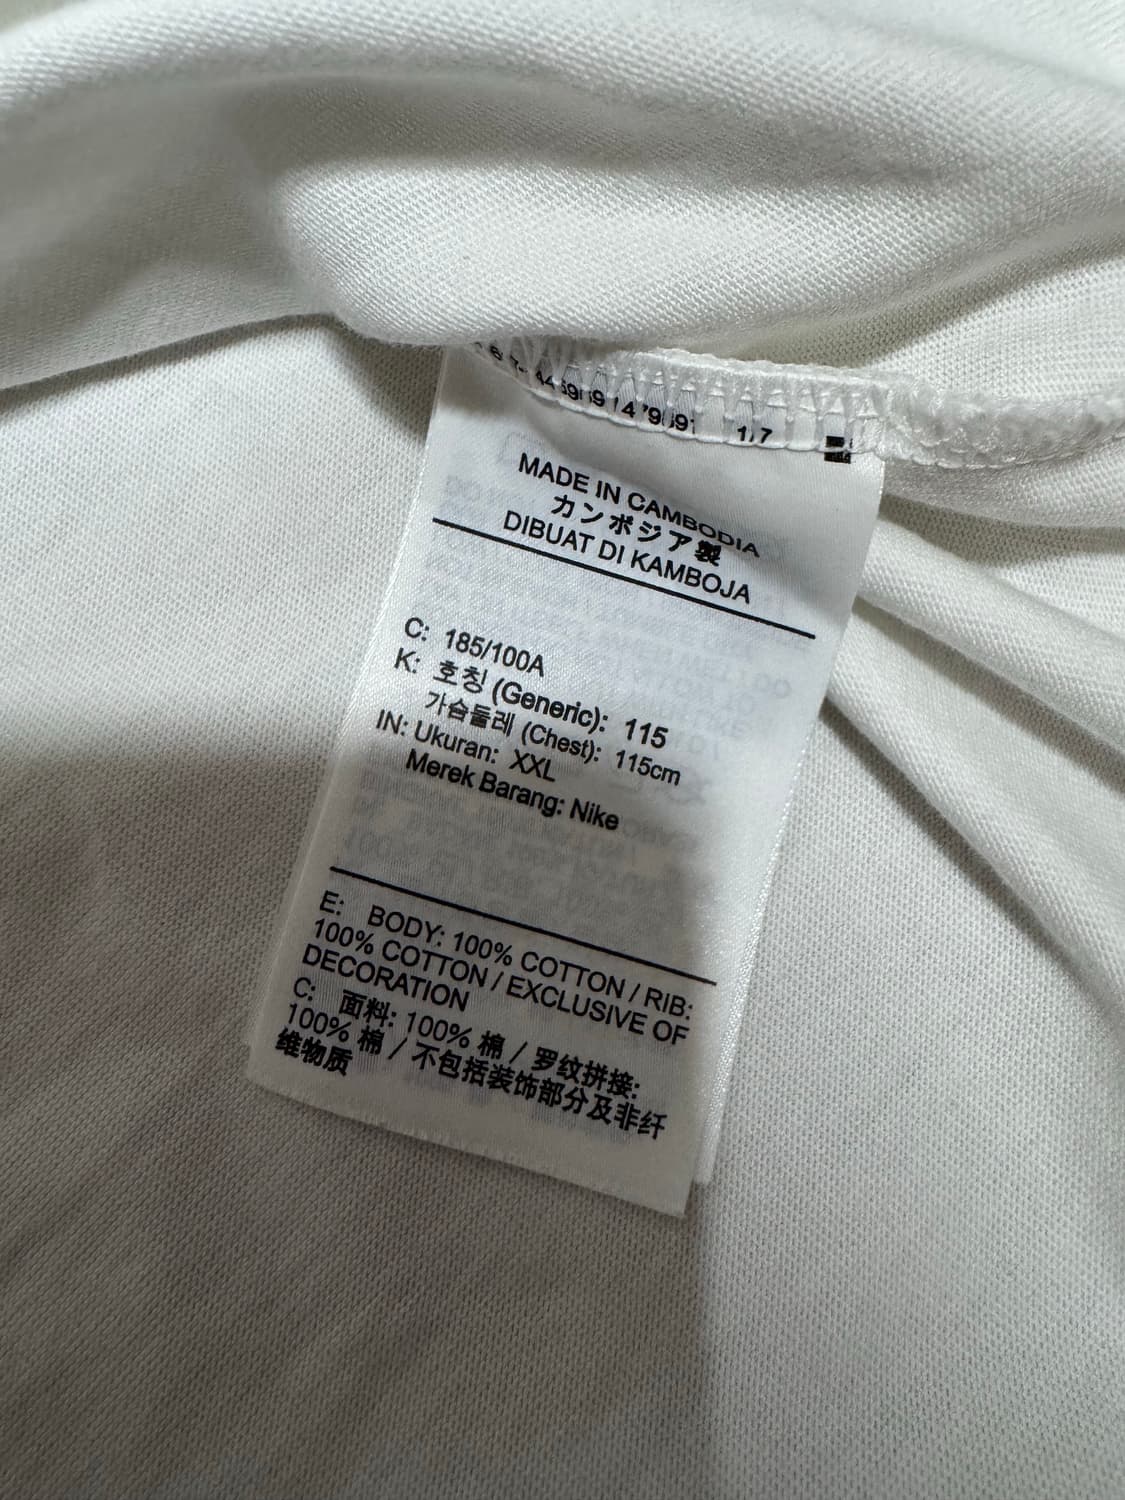 MADE IN CAMBODIA
カンボジア製
DIBUAT DI KAMBOJA
C: 185/100A
K: 호칭 (Generic): 115
가슴둘레 (Chest): 115cm
IN: Ukuran: XXL
Merek Barang: Nike
E: BODY: 100% COTTON / RIB:
100% COTTON / EXCLUSIVE OF
DECORATION
C: 面料: 100% 棉 / 罗纹拼接:
100% 棉 / 不包括装饰部分及非纤
维物质